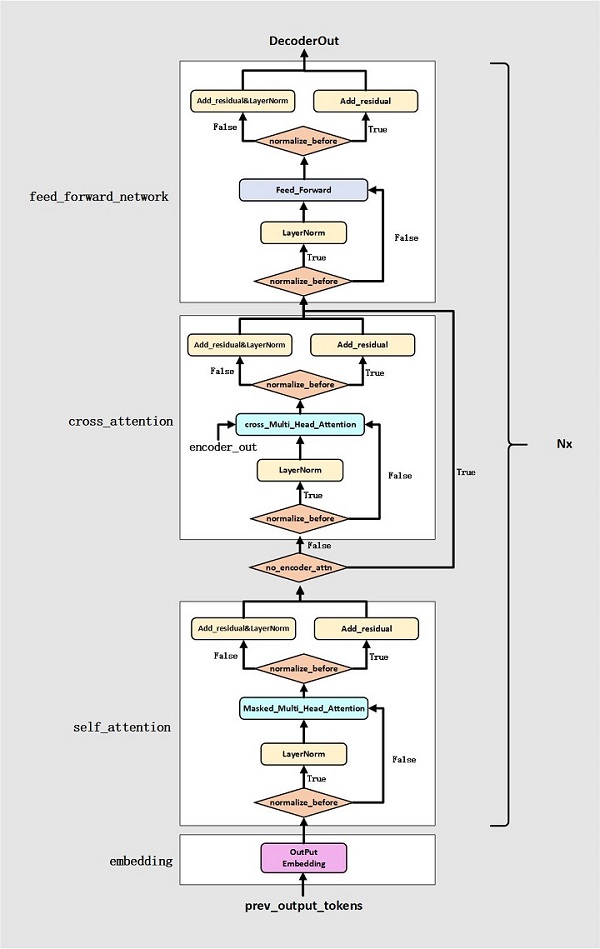 DecoderOut
Add_residual&LayerNorm
Add_residual
False
True
normalize_before
feed_forward_network
Feed_Forward
LayerNorm
False
True
normalize_before
Add_residual&LayerNorm
Add_residual
False
True
normalize_before
cross_attention
cross_Multi_Head_Attention
encoder_out
Nx
LayerNorm
False
True
True
normalize_before
False
no_encoder_attn
Add_residual&LayerNorm
Add_residual
False
True
normalize_before
self_attention
Masked_Multi_Head_Attention
LayerNorm
False
True
normalize_before
embedding
OutPut
Embedding
prev_output_tokens